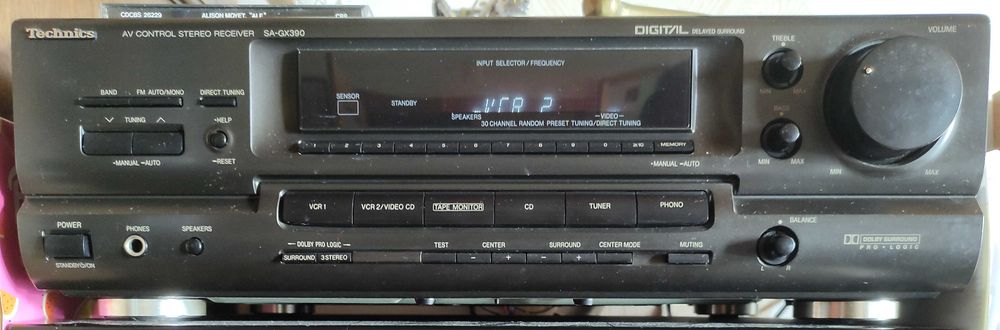 CDCBS 26229 ALISON MOYET. "ALF" CBS
Technics AV CONTROL STEREO RECEIVER SA-GX390
DIGITAL DELAYED SURROUND
VOLUME
TREBLE
INPUT SELECTOR / FREQUENCY
MIN MAX
BAND FM AUTO/MONO DIRECT TUNING
SENSOR
STANDBY
VCR 2
SPEAKERS
VIDEO
30 CHANNEL RANDOM PRESET TUNING/DIRECT TUNING
BASS
TUNING
HELP
1 2 3 4 5 6 7 8 9 0 ≥10 MEMORY
MANUAL AUTO
RESET
MANUAL AUTO
MIN MAX
MIN MAX
VCR 1 VCR 2/VIDEO CD TAPE MONITOR CD TUNER PHONO
POWER
PHONES
SPEAKERS
DOLBY PRO LOGIC
TEST CENTER SURROUND CENTER MODE MUTING
BALANCE
DOLBY SURROUND
PRO • LOGIC
SURROUND 3 STEREO
- + - +
L R
STANDBY ⏻/ON